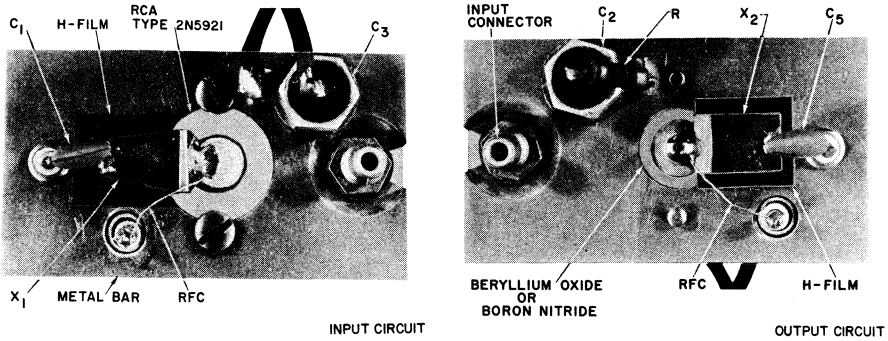 C1
H-FILM
RCA
TYPE 2N5921
C3
X1
METAL BAR
RFC
INPUT CIRCUIT
INPUT
CONNECTOR
C2
R
X2
C5
BERYLLIUM OXIDE
OR
BORON NITRIDE
RFC
H-FILM
OUTPUT CIRCUIT